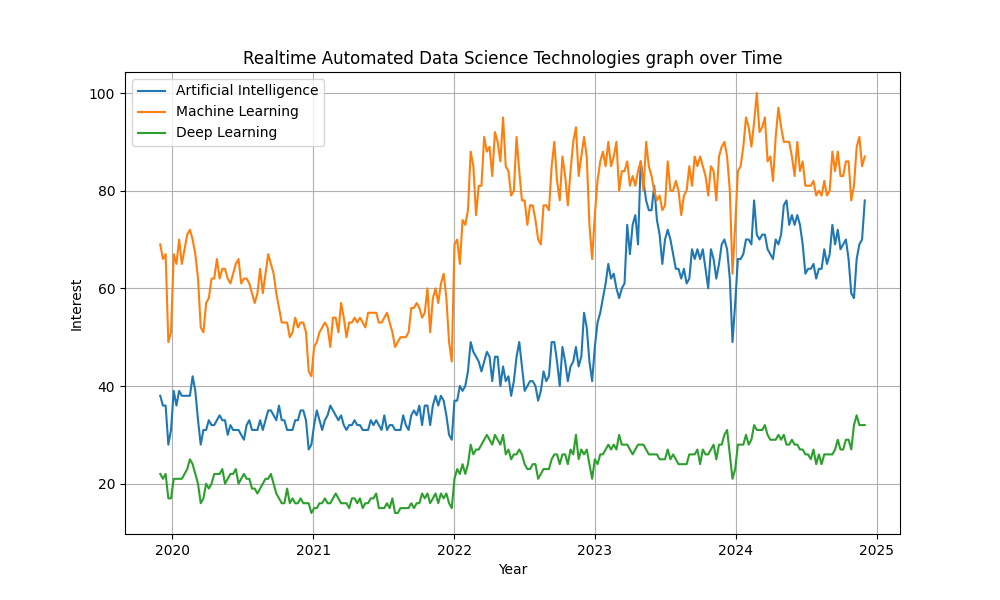 Realtime Automated Data Science Technologies graph over Time
Artificial Intelligence
Machine Learning
Deep Learning
100
80
60
40
20
Interest
2020 2021 2022 2023 2024 2025
Year